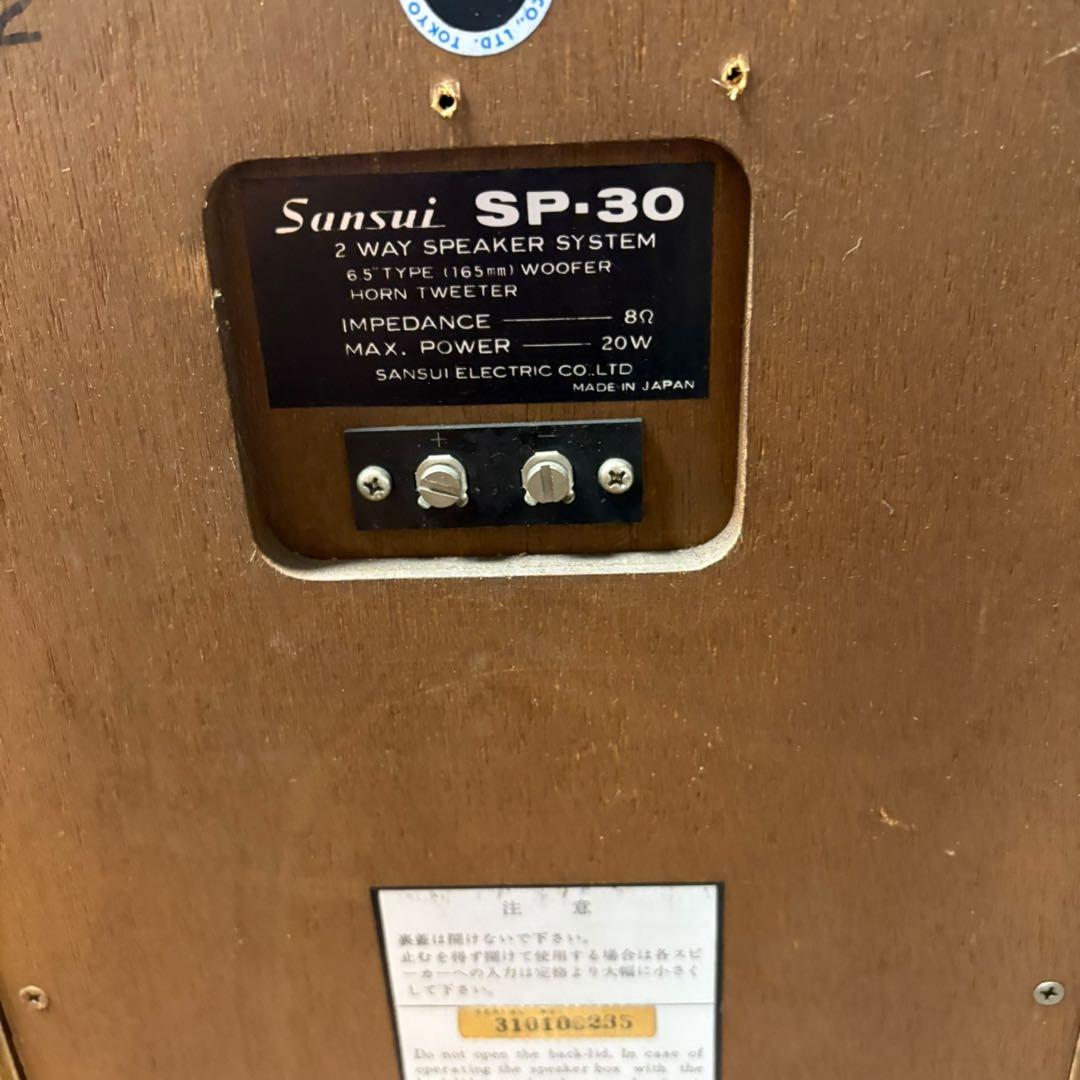 2
CO., LTD. TOKYO
Sansui SP-30
2 WAY SPEAKER SYSTEM
6.5" TYPE (165mm) WOOFER
HORN TWEETER
IMPEDANCE 8Ω
MAX. POWER 20W
SANSUI ELECTRIC CO.,LTD
MADE IN JAPAN
+ −
注 意
裏蓋は開けないで下さい。
止むを得ず開けて使用する場合は各スピ
ーカーへの入力は定格より大幅に小さく
して下さい。
Do not open the back-lid. In case of
operating the speaker box with the